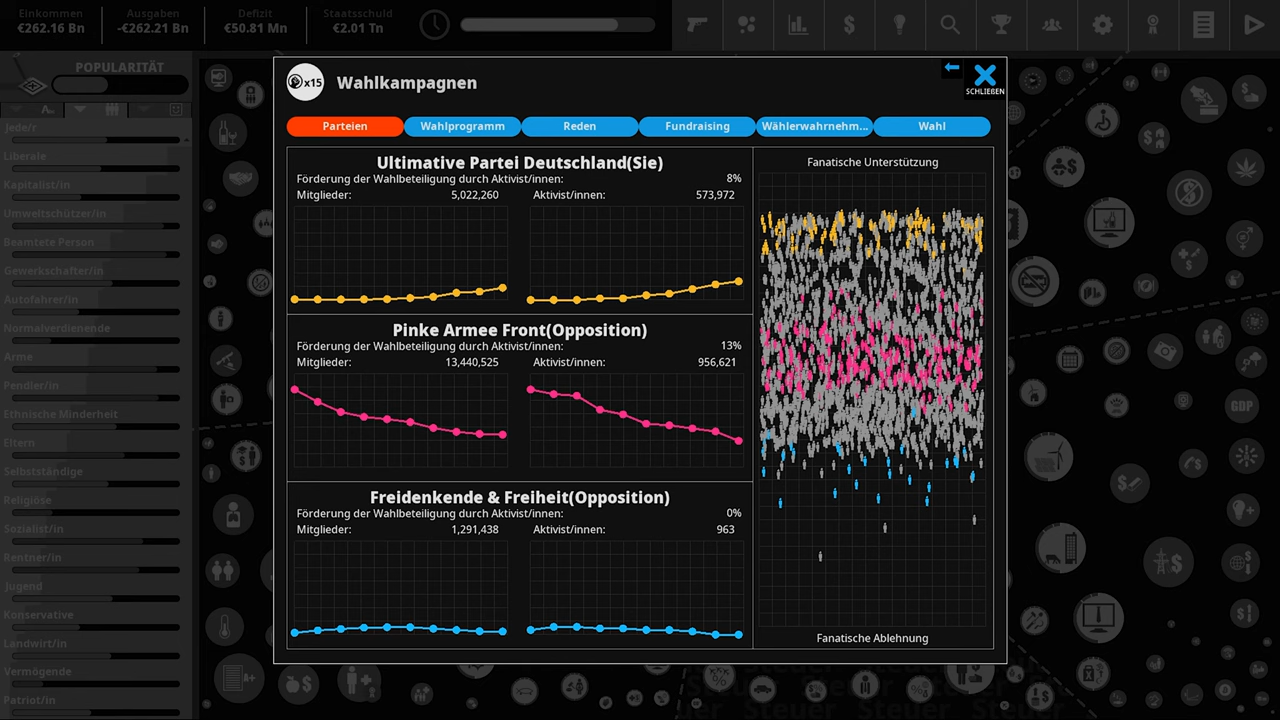 Einkommen Ausgaben Defizit Staatsschuld
€262.16 Bn -€262.21 Bn €50.81 Mn €2.01 Tn
POPULARITÄT
Jede/r
Liberale
Kapitalist/in
Umweltschützer/in
Beamtete Person
Gewerkschafter/in
Autofahrer/in
Normalverdienende
Arme
Pendler/in
Ethnische Minderheit
Eltern
Selbstständige
Religiöse
Sozialist/in
Rentner/in
Jugend
Konservative
Landwirt/in
Vermögende
Patriot/in
x15 Wahlkampagnen
SCHLIEßEN
Parteien Wahlprogramm Reden Fundraising Wählerwahrnehm... Wahl
Ultimative Partei Deutschland(Sie)
Förderung der Wahlbeteiligung durch Aktivist/innen: 8%
Mitglieder: 5,022,260 Aktivist/innen: 573,972
Pinke Armee Front(Opposition)
Förderung der Wahlbeteiligung durch Aktivist/innen: 13%
Mitglieder: 13,440,525 Aktivist/innen: 956,621
Freidenkende & Freiheit(Opposition)
Förderung der Wahlbeteiligung durch Aktivist/innen: 0%
Mitglieder: 1,291,438 Aktivist/innen: 963
Fanatische Unterstützung
Fanatische Ablehnung
GDP
Steuer Steuer Steuer